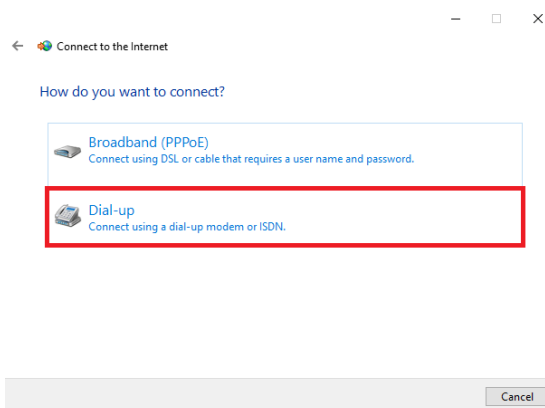 Connect to the Internet
How do you want to connect?
Broadband (PPPoE)
Connect using DSL or cable that requires a user name and password.
Dial-up
Connect using a dial-up modem or ISDN.
Cancel